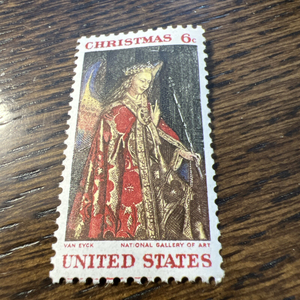 CHRISTMAS 6c
VAN EYCK NATIONAL GALLERY OF ART
UNITED STATES